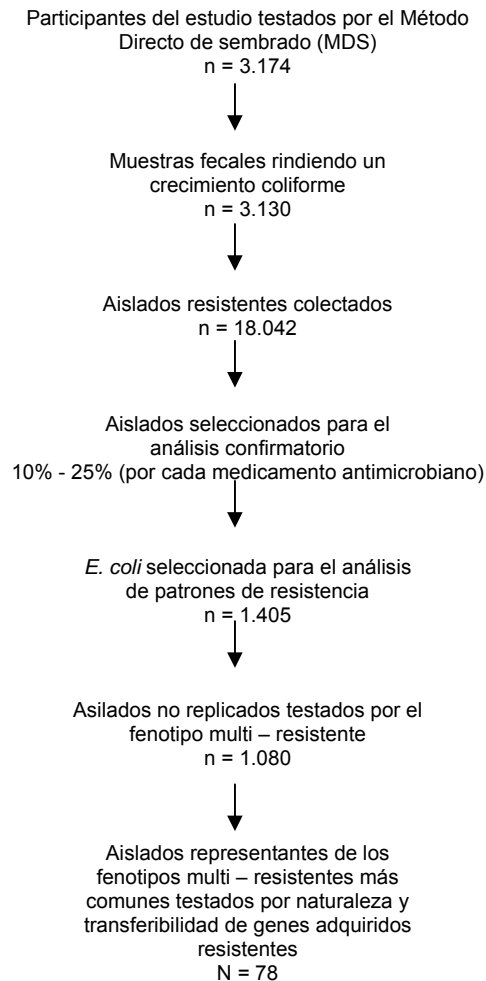 Participantes del estudio testados por el Método
Directo de sembrado (MDS)
n = 3.174
Muestras fecales rindiendo un
crecimiento coliforme
n = 3.130
Aislados resistentes colectados
n = 18.042
Aislados seleccionados para el
análisis confirmatorio
10% - 25% (por cada medicamento antimicrobiano)
E. coli seleccionada para el análisis
de patrones de resistencia
n = 1.405
Asilados no replicados testados por el
fenotipo multi – resistente
n = 1.080
Aislados representantes de los
fenotipos multi – resistentes más
comunes testados por naturaleza y
transferibilidad de genes adquiridos
resistentes
N = 78